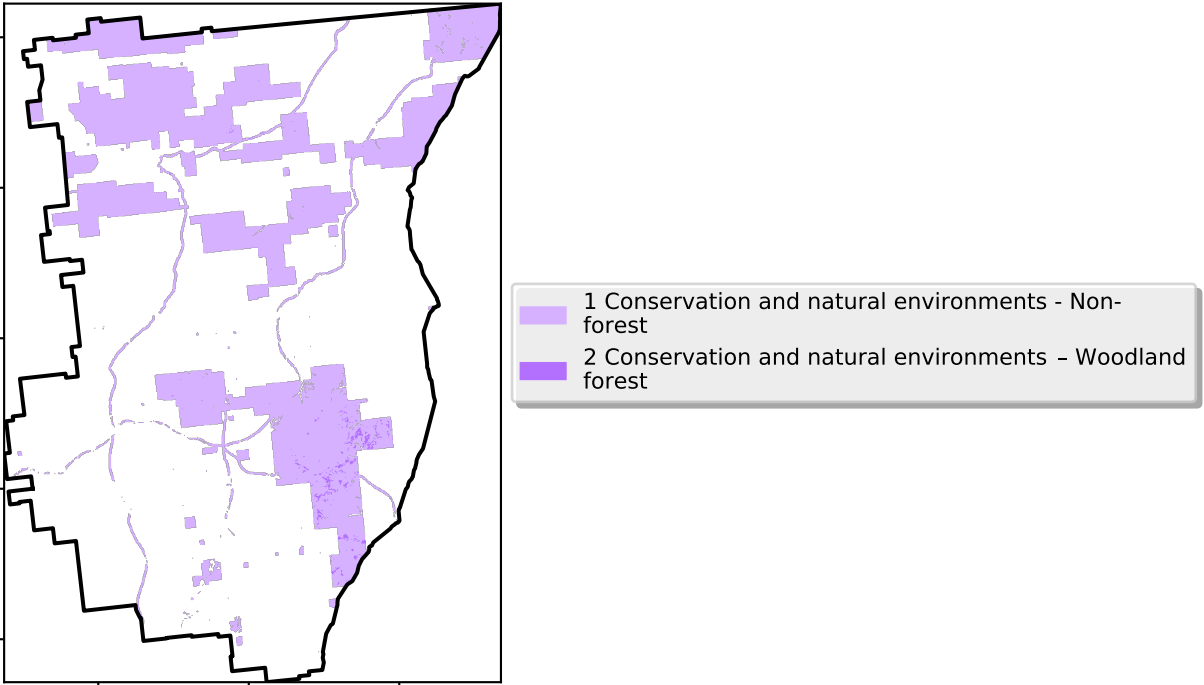 1 Conservation and natural environments - Non-
forest
2 Conservation and natural environments – Woodland
forest